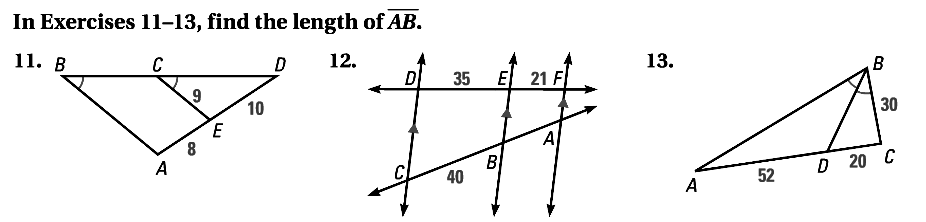 In Exercises 11–13, find the length of AB.
11. B C D 9 10 E 8 A
12. D 35 E 21 F A B C 40
13. B 30 A 52 D 20 C